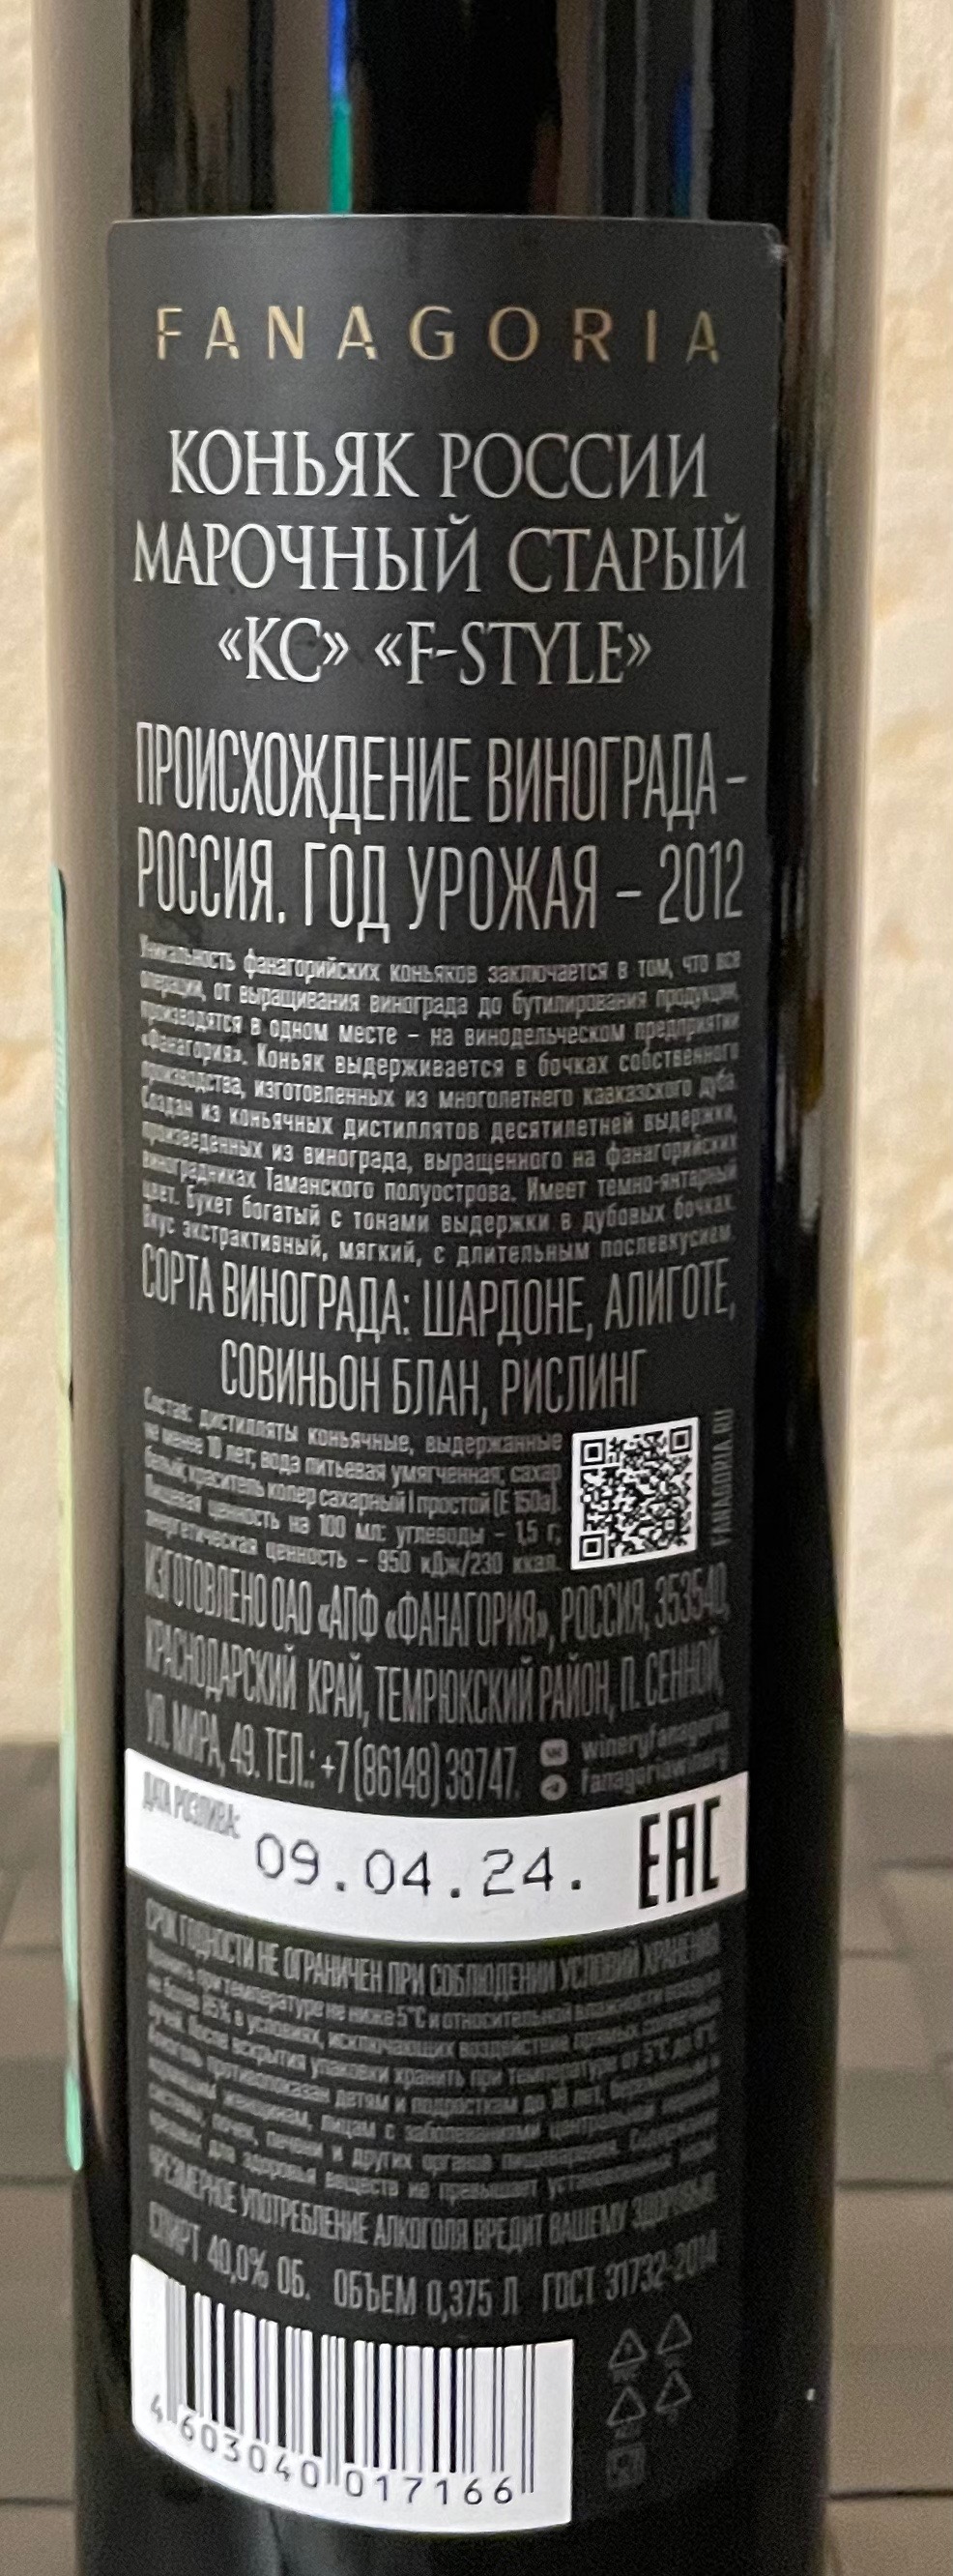 FANAGORIA
КОНЬЯК РОССИИ
МАРОЧНЫЙ СТАРЫЙ
«КС» «F-STYLE»
ПРОИСХОЖДЕНИЕ ВИНОГРАДА –
РОССИЯ. ГОД УРОЖАЯ – 2012
Уникальность фанагорийских коньяков заключается в том, что все
операции, от выращивания винограда до бутилирования продукции,
производятся в одном месте – на винодельческом предприятии
«Фанагория». Коньяк выдерживается в бочках собственного
производства, изготовленных из многолетнего кавказского дуба.
Создан из коньячных дистиллятов десятилетней выдержки,
произведенных из винограда, выращенного на фанагорийских
виноградниках Таманского полуострова. Имеет темно-янтарный
цвет. Букет богатый с тонами выдержки в дубовых бочках.
Вкус экстрактивный, мягкий, с длительным послевкусием.
СОРТА ВИНОГРАДА: ШАРДОНЕ, АЛИГОТЕ,
СОВИНЬОН БЛАН, РИСЛИНГ
Состав: дистилляты коньячные, выдержанные
не менее 10 лет; вода питьевая умягченная; сахар
белый; краситель колер сахарный I простой (Е 150а).
Пищевая ценность на 100 мл: углеводы – 1,5 г;
энергетическая ценность – 950 кДж/230 ккал.
FANAGORIA.RU
ИЗГОТОВЛЕНО ОАО «АПФ «ФАНАГОРИЯ», РОССИЯ, 353540,
КРАСНОДАРСКИЙ КРАЙ, ТЕМРЮКСКИЙ РАЙОН, П. СЕННОЙ,
УЛ. МИРА, 49. ТЕЛ.: +7 (86148) 38747.
wineryfanagoria
fanagoriawinery
ДАТА РОЗЛИВА:
09.04.24.
EAC
СРОК ГОДНОСТИ НЕ ОГРАНИЧЕН ПРИ СОБЛЮДЕНИИ УСЛОВИЙ ХРАНЕНИЯ
Хранить при температуре не ниже 5°С и относительной влажности воздуха
не более 85% в условиях, исключающих воздействие прямых солнечных
лучей. После вскрытия упаковки хранить при температуре от 5°С до
Алкоголь противопоказан детям и подросткам до 18 лет, беременным и
кормящим женщинам, лицам с заболеваниями центральной нервной
системы, почек, печени и других органов пищеварения. Содержание
вредных для здоровья веществ не превышает установленных норм
ЧРЕЗМЕРНОЕ УПОТРЕБЛЕНИЕ АЛКОГОЛЯ ВРЕДИТ ВАШЕМУ ЗДОРОВЬЮ
СПИРТ 40,0% ОБ. ОБЪЕМ 0,375 Л ГОСТ 31732-2014
4 603040 017166